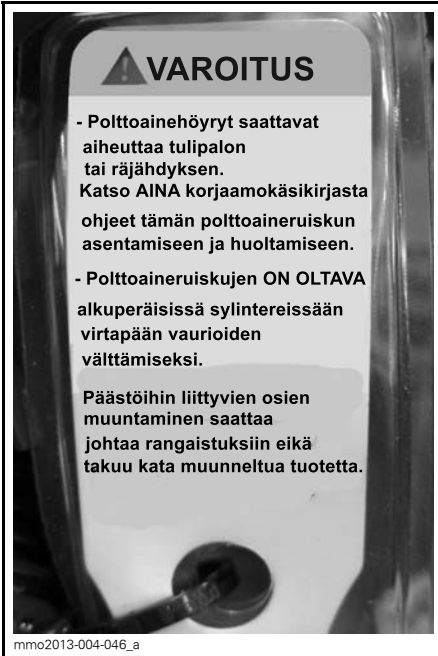 VAROITUS
- Polttoainehöyryt saattavat
aiheuttaa tulipalon
tai räjähdyksen.
Katso AINA korjaamokäsikirjasta
ohjeet tämän polttoaineruiskun
asentamiseen ja huoltamiseen.
- Polttoaineruiskujen ON OLTAVA
alkuperäisissä sylintereissään
virtapään vaurioiden
välttämiseksi.
Päästöihin liittyvien osien
muuntaminen saattaa
johtaa rangaistuksiin eikä
takuu kata muunneltua tuotetta.
mmo2013-004-046_a